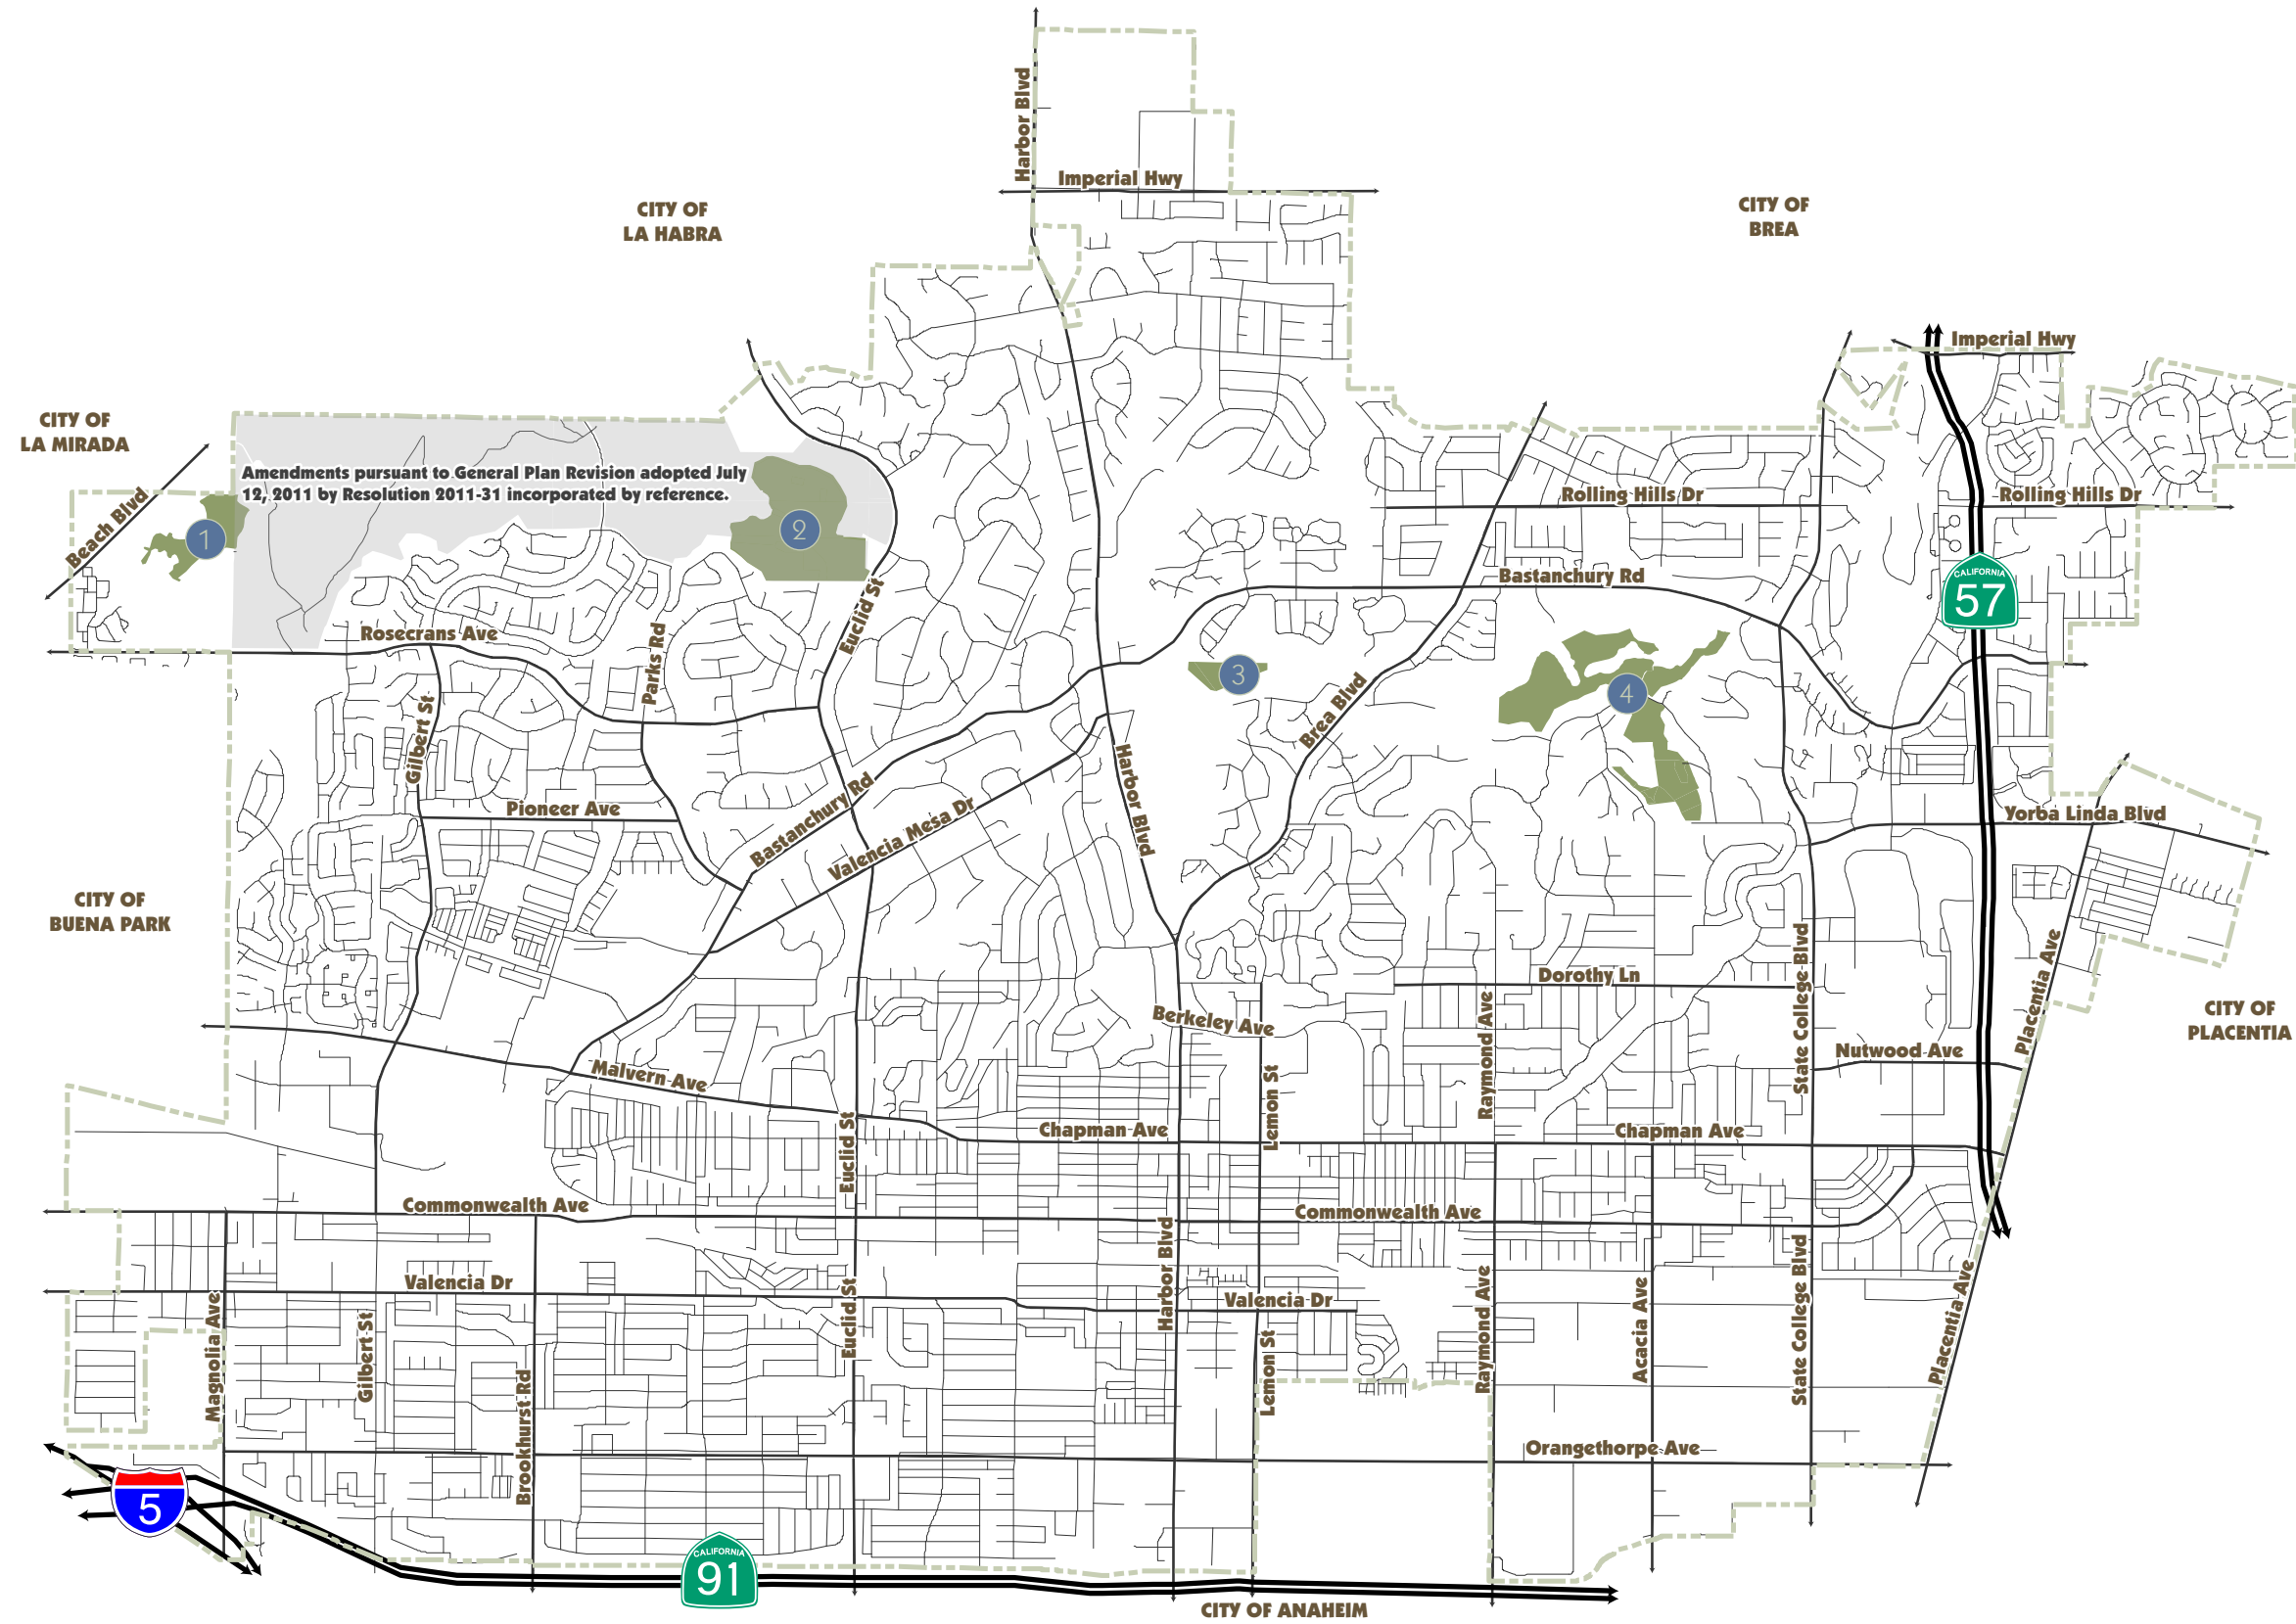 Harbor Blvd
Imperial Hwy
CITY OF
LA HABRA
CITY OF
BREA
Imperial Hwy
CITY OF
LA MIRADA
Beach Blvd
Amendments pursuant to General Plan Revision adopted July
12, 2011 by Resolution 2011-31 incorporated by reference.
Rolling Hills Dr
Rolling Hills Dr
1
2
Bastanchury Rd
CALIFORNIA
57
Euclid St
Rosecrans Ave
Parks Rd
3
4
Brea Blvd
Gilbert St
Harbor Blvd
Pioneer Ave
Bastanchury Rd
Valencia Mesa Dr
Yorba Linda Blvd
CITY OF
BUENA PARK
Dorothy Ln
State College Blvd
Placentia Ave
CITY OF
PLACENTIA
Berkeley Ave
Raymond Ave
Nutwood Ave
Malvern Ave
Lemon St
Chapman Ave
Chapman Ave
Euclid St
Commonwealth Ave
Commonwealth Ave
Harbor Blvd
Valencia Dr
Valencia Dr
Euclid St
Magnolia Ave
Gilbert St
Brookhurst Rd
Lemon St
Raymond Ave
Acacia Ave
State College Blvd
Placentia Ave
Orangethorpe Ave
5
CALIFORNIA
91
CITY OF ANAHEIM